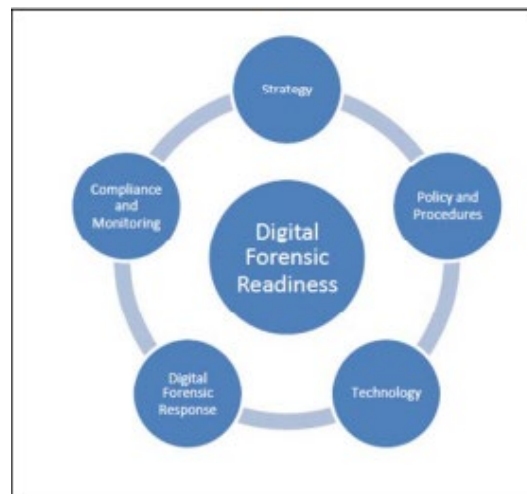 Strategy
Policy and
Procedures
Technology
Digital
Forensic
Response
Compliance
and
Monitoring
Digital
Forensic
Readiness